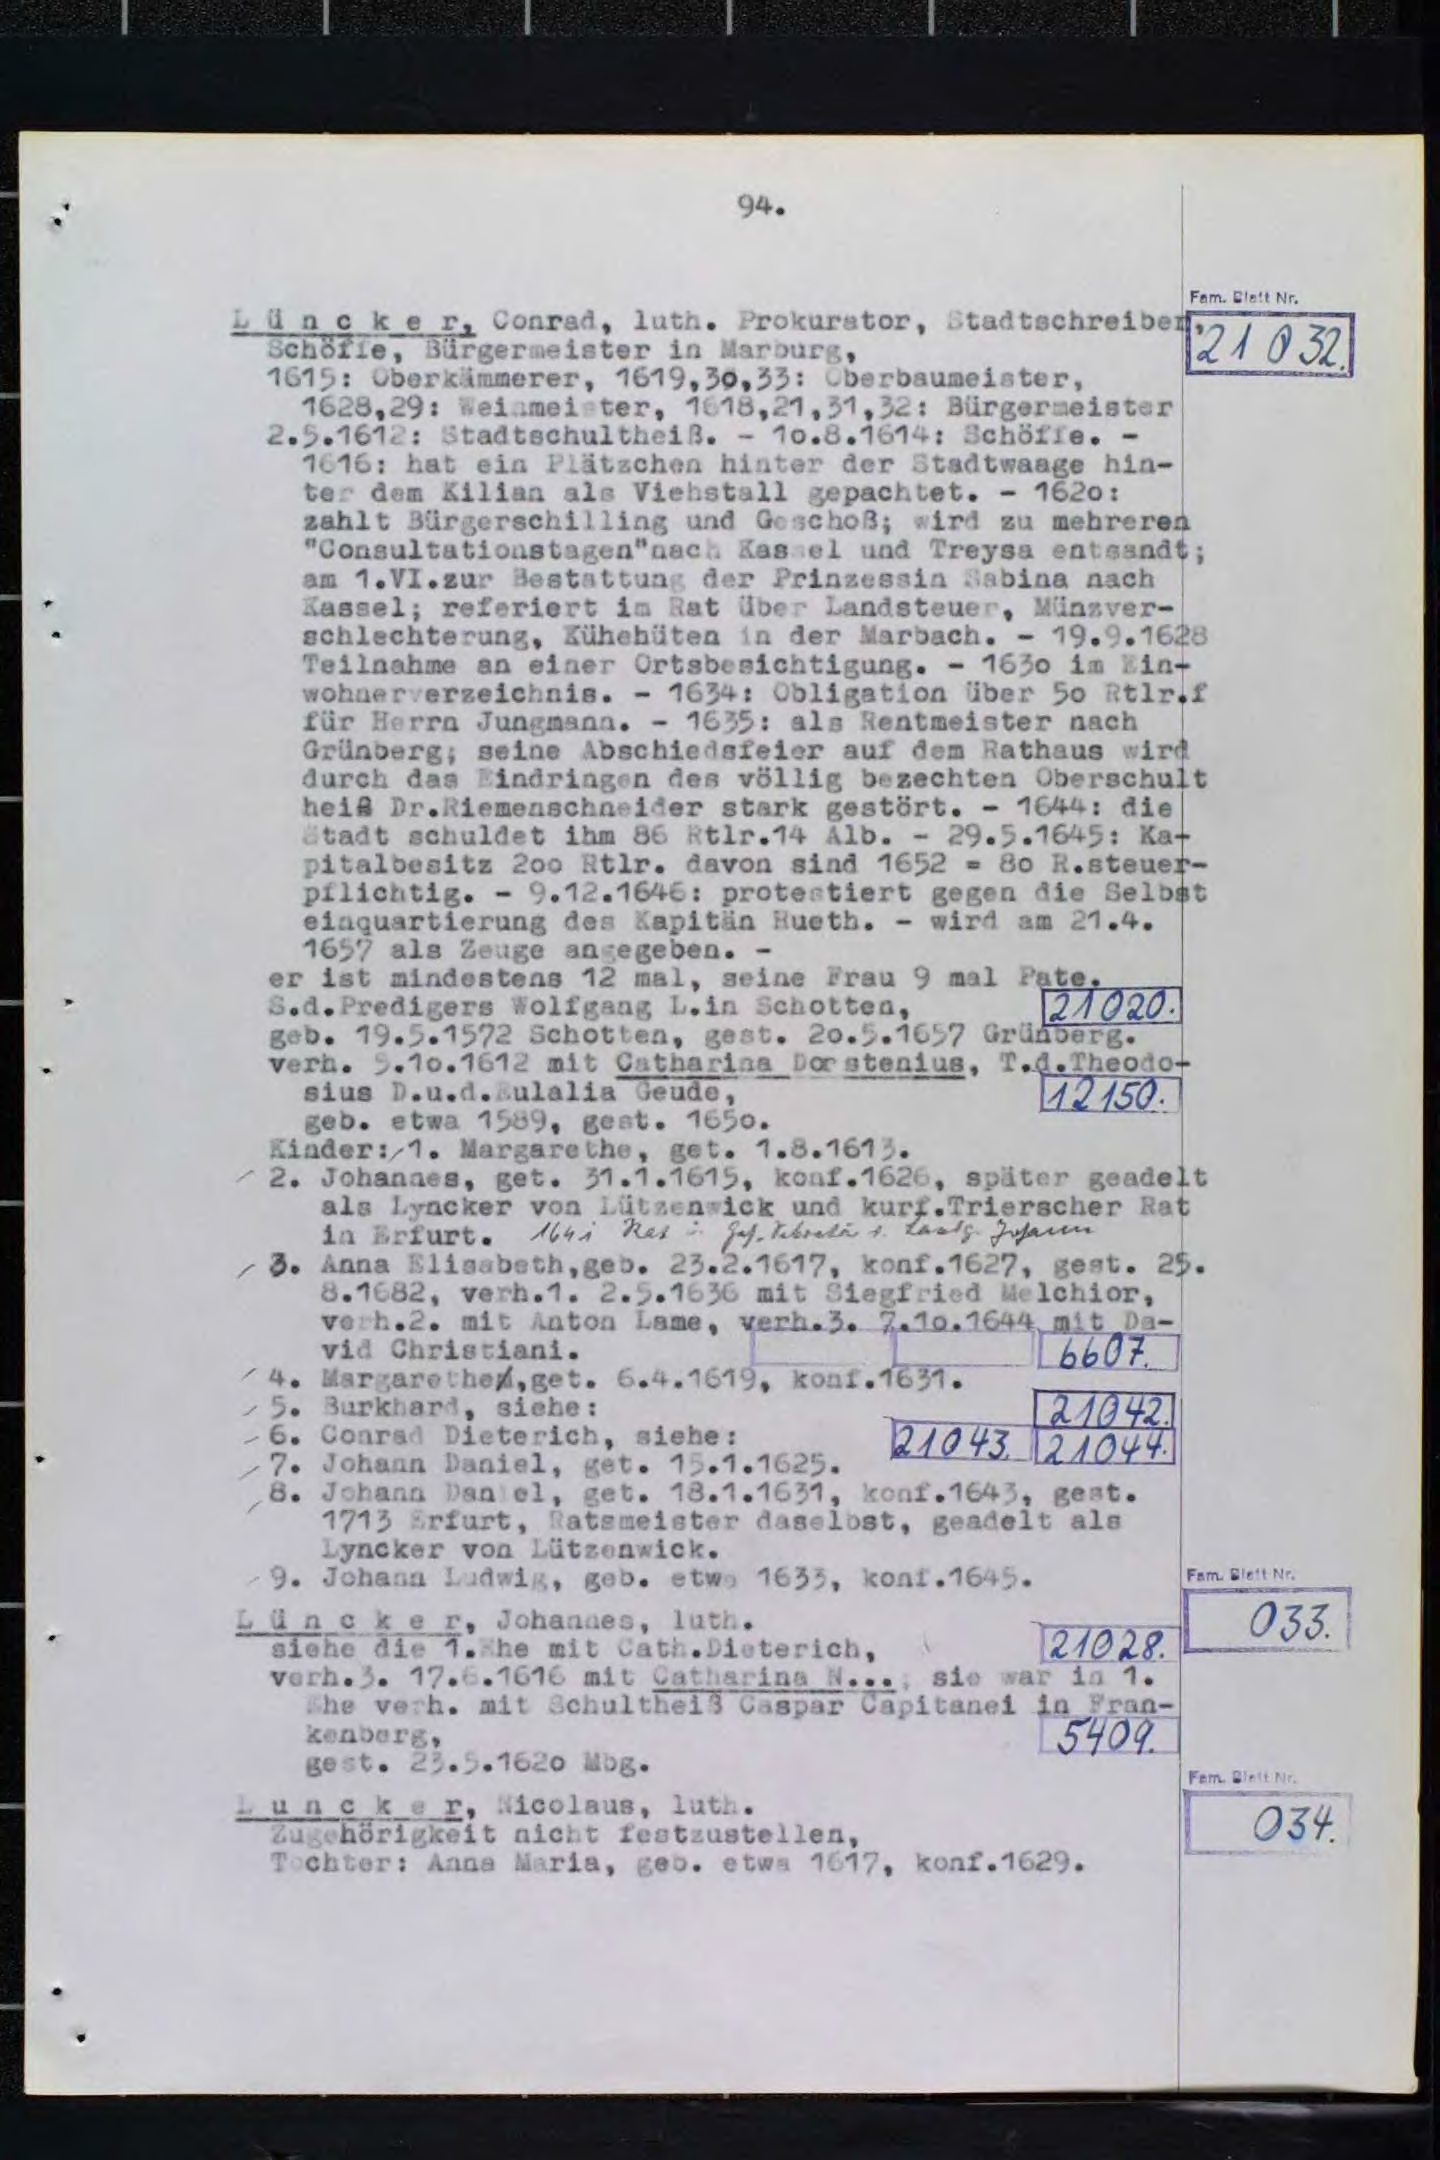 94.
Fam. Blatt Nr.
L ü n c k e r, Conrad, luth. Prokurator, Stadtschreiber,
21 032.
Schöffe, Bürgermeister in Marburg,
1615: Oberkämmerer, 1619,30,33: Oberbaumeister,
1628,29: Weinmeister, 1618,21,31,32: Bürgermeister
2.5.1612: Stadtschultheiß. - 1o.8.1614: Schöffe. -
1616: hat ein Plätzchen hinter der Stadtwaage hin-
ter dem Kilian als Viehstall gepachtet. - 162o:
zahlt Bürgerschilling und Geschoß; wird zu mehreren
"Consultationstagen"nach Kassel und Treysa entsandt;
am 1.VI.zur Bestattung der Prinzessin Sabina nach
Kassel; referiert im Rat über Landsteuer, Münzver-
schlechterung, Kühehüten in der Marbach. - 19.9.1628
Teilnahme an einer Ortsbesichtigung. - 163o im Ein-
wohnerverzeichnis. - 1634: Obligation über 5o Rtlr.f
für Herrn Jungmann. - 1635: als Rentmeister nach
Grünberg; seine Abschiedsfeier auf dem Rathaus wird
durch das Eindringen des völlig bezechten Oberschult
heiß Dr.Riemenschneider stark gestört. - 1644: die
Stadt schuldet ihm 86 Rtlr.14 Alb. - 29.5.1645: Ka-
pitalbesitz 2oo Rtlr. davon sind 1652 = 8o R.steuer-
pflichtig. - 9.12.1646: protestiert gegen die Selbst
einquartierung des Kapitän Hueth. - wird am 21.4.
1657 als Zeuge angegeben. -
er ist mindestens 12 mal, seine Frau 9 mal Pate.
S.d.Predigers Wolfgang L.in Schotten, 21020.
geb. 19.5.1572 Schotten, gest. 2o.5.1657 Grünberg.
verh. 5.1o.1612 mit Catharina Dorstenius, T.d.Theodo-
sius D.u.d.Eulalia Geude, 12150.
geb. etwa 1589, gest. 165o.
Kinder: 1. Margarethe, get. 1.8.1613.
2. Johannes, get. 31.1.1615, konf.1626, später geadelt
als Lyncker von Lützenwick und kurf.Trierscher Rat
in Erfurt. Rat Landg. Johann
3. Anna Elisabeth,geb. 23.2.1617, konf.1627, gest. 25.
8.1682, verh.1. 2.5.1636 mit Siegfried Melchior,
verh.2. mit Anton Lame, verh.3. 7.1o.1644 mit Da-
vid Christiani. 6607.
4. Margarethe,get. 6.4.1619, konf.1631.
5. Burkhard, siehe: 21042.
6. Conrad Dieterich, siehe: 21043. 21044.
7. Johann Daniel, get. 15.1.1625.
8. Johann Daniel, get. 18.1.1631, konf.1643, gest.
1713 Erfurt, Ratsmeister daselbst, geadelt als
Lyncker von Lützenwick.
9. Johann Ludwig, geb. etwa 1633, konf.1645.
Fam. Blatt Nr.
L ü n c k e r, Johannes, luth. 033.
siehe die 1.Ehe mit Cath.Dieterich, 21028.
verh.3. 17.6.1616 mit Catharina N..., sie war in 1.
Ehe verh. mit Schultheiß Caspar Capitanei in Fran-
kenberg, 5409.
gest. 23.5.162o Mbg.
Fam. Blatt Nr.
L u n c k e r, Nicolaus, luth. 034.
Zugehörigkeit nicht festzustellen,
Tochter: Anna Maria, geb. etwa 1617, konf.1629.